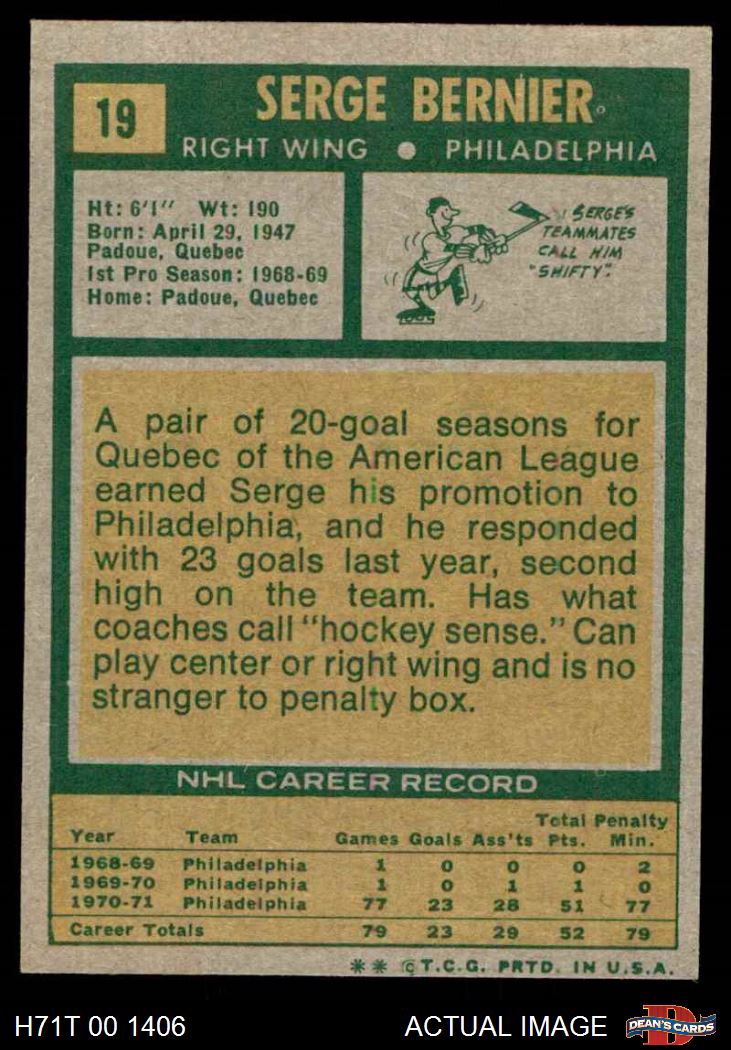 19
SERGE BERNIER
RIGHT WING ● PHILADELPHIA
Ht: 6'1" Wt: 190
Born: April 29, 1947
Padoue, Quebec
1st Pro Season: 1968-69
Home: Padoue, Quebec
SERGE'S
TEAMMATES
CALL HIM
"SHIFTY".
A pair of 20-goal seasons for
Quebec of the American League
earned Serge his promotion to
Philadelphia, and he responded
with 23 goals last year, second
high on the team. Has what
coaches call "hockey sense." Can
play center or right wing and is no
stranger to penalty box.
NHL CAREER RECORD
Year Team Games Goals Ass'ts Total Pts. Penalty Min.
1968-69 Philadelphia 1 0 0 0 2
1969-70 Philadelphia 1 0 1 1 0
1970-71 Philadelphia 77 23 28 51 77
Career Totals 79 23 29 52 79
** © T.C.G. PRTD. IN U.S.A.
H71T 00 1406 ACTUAL IMAGE DEAN'S CARDS